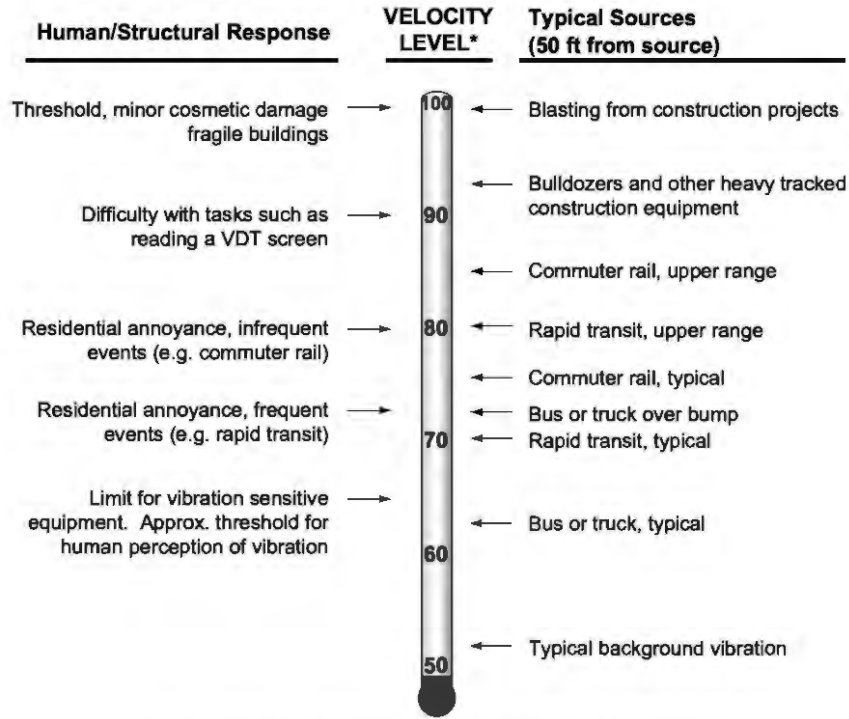 Human/Structural Response
VELOCITY
LEVEL*
Typical Sources
(50 ft from source)
Threshold, minor cosmetic damage
fragile buildings
100
Blasting from construction projects
Bulldozers and other heavy tracked
construction equipment
Difficulty with tasks such as
reading a VDT screen
90
Commuter rail, upper range
Residential annoyance, infrequent
events (e.g. commuter rail)
80
Rapid transit, upper range
Commuter rail, typical
Residential annoyance, frequent
events (e.g. rapid transit)
Bus or truck over bump
70
Rapid transit, typical
Limit for vibration sensitive
equipment. Approx. threshold for
human perception of vibration
Bus or truck, typical
60
Typical background vibration
50